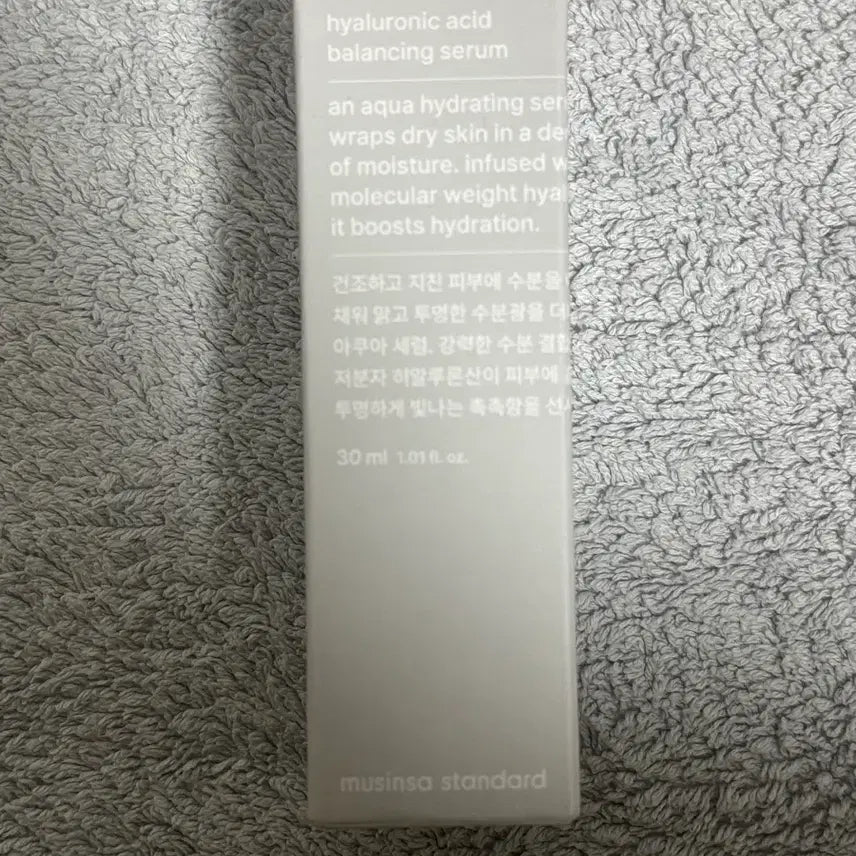 hyaluronic acid
balancing serum
an aqua hydrating ser
wraps dry skin in a de
of moisture. infused w
molecular weight hyal
it boosts hydration.
건조하고 지친 피부에 수분을
채워 맑고 투명한 수분광을 더
아쿠아 세럼. 강력한 수분 결합
저분자 히알루론산이 피부에
투명하게 빛나는 촉촉함을 선사
30 ml 1.01 fl. oz.
musinsa standard